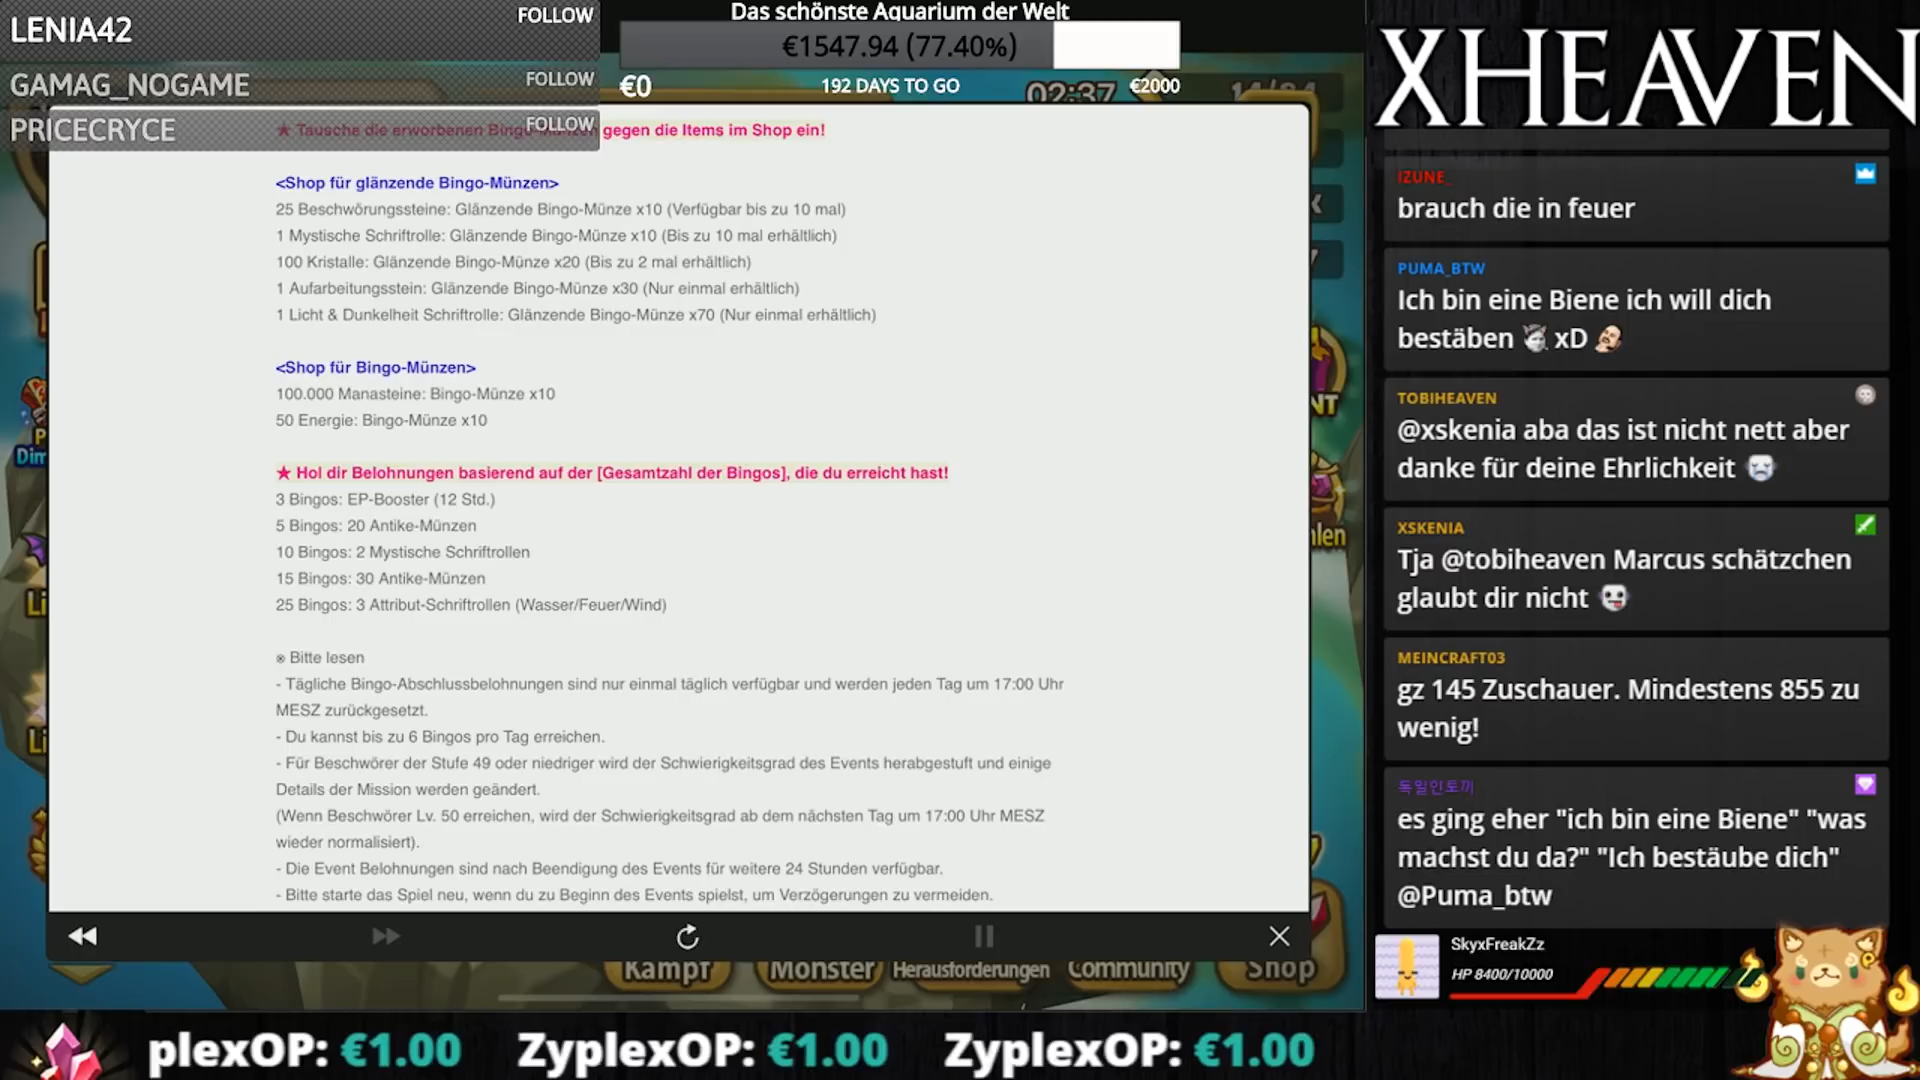 LENIA42
FOLLOW
GAMAG_NOGAME
FOLLOW
PRICECRYCE
FOLLOW
Das schönste Aquarium der Welt
€1547.94 (77.40%)
€0
192 DAYS TO GO
€2000
02:37
★ Tausche die erworbenen Bingo-Münzen gegen die Items im Shop ein!
<Shop für glänzende Bingo-Münzen>
25 Beschwörungssteine: Glänzende Bingo-Münze x10 (Verfügbar bis zu 10 mal)
1 Mystische Schriftrolle: Glänzende Bingo-Münze x10 (Bis zu 10 mal erhältlich)
100 Kristalle: Glänzende Bingo-Münze x20 (Bis zu 2 mal erhältlich)
1 Aufarbeitungsstein: Glänzende Bingo-Münze x30 (Nur einmal erhältlich)
1 Licht & Dunkelheit Schriftrolle: Glänzende Bingo-Münze x70 (Nur einmal erhältlich)
<Shop für Bingo-Münzen>
100.000 Manasteine: Bingo-Münze x10
50 Energie: Bingo-Münze x10
★ Hol dir Belohnungen basierend auf der [Gesamtzahl der Bingos], die du erreicht hast!
3 Bingos: EP-Booster (12 Std.)
5 Bingos: 20 Antike-Münzen
10 Bingos: 2 Mystische Schriftrollen
15 Bingos: 30 Antike-Münzen
25 Bingos: 3 Attribut-Schriftrollen (Wasser/Feuer/Wind)
※ Bitte lesen
- Tägliche Bingo-Abschlussbelohnungen sind nur einmal täglich verfügbar und werden jeden Tag um 17:00 Uhr
MESZ zurückgesetzt.
- Du kannst bis zu 6 Bingos pro Tag erreichen.
- Für Beschwörer der Stufe 49 oder niedriger wird der Schwierigkeitsgrad des Events herabgestuft und einige
Details der Mission werden geändert.
(Wenn Beschwörer Lv. 50 erreichen, wird der Schwierigkeitsgrad ab dem nächsten Tag um 17:00 Uhr MESZ
wieder normalisiert).
- Die Event Belohnungen sind nach Beendigung des Events für weitere 24 Stunden verfügbar.
- Bitte starte das Spiel neu, wenn du zu Beginn des Events spielst, um Verzögerungen zu vermeiden.
Kampf
Monster
Herausforderungen
Community
Shop
XHEAVEN
IZUNE_
brauch die in feuer
PUMA_BTW
Ich bin eine Biene ich will dich
bestäben xD
TOBIHEAVEN
@xskenia aba das ist nicht nett aber
danke für deine Ehrlichkeit
XSKENIA
Tja @tobiheaven Marcus schätzchen
glaubt dir nicht
MEINCRAFT03
gz 145 Zuschauer. Mindestens 855 zu
wenig!
독일인토끼
es ging eher "ich bin eine Biene" "was
machst du da?" "Ich bestäube dich"
@Puma_btw
SkyxFreakZz
HP 8400/10000
plexOP: €1.00 ZyplexOP: €1.00 ZyplexOP: €1.00